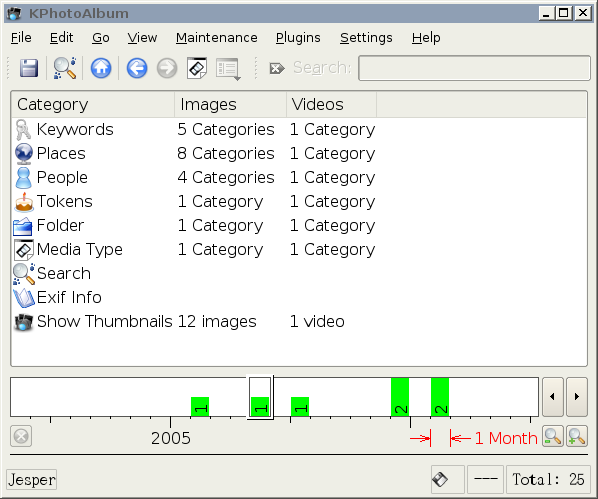 KPhotoAlbum
File Edit Go View Maintenance Plugins Settings Help
Search:
Category Images Videos
Keywords 5 Categories 1 Category
Places 8 Categories 1 Category
People 4 Categories 1 Category
Tokens 1 Category 1 Category
Folder 1 Category 1 Category
Media Type 1 Category 1 Category
Search
Exif Info
Show Thumbnails 12 images 1 video
1 1 1 2 2
2005 1 Month
Jesper --- Total: 25